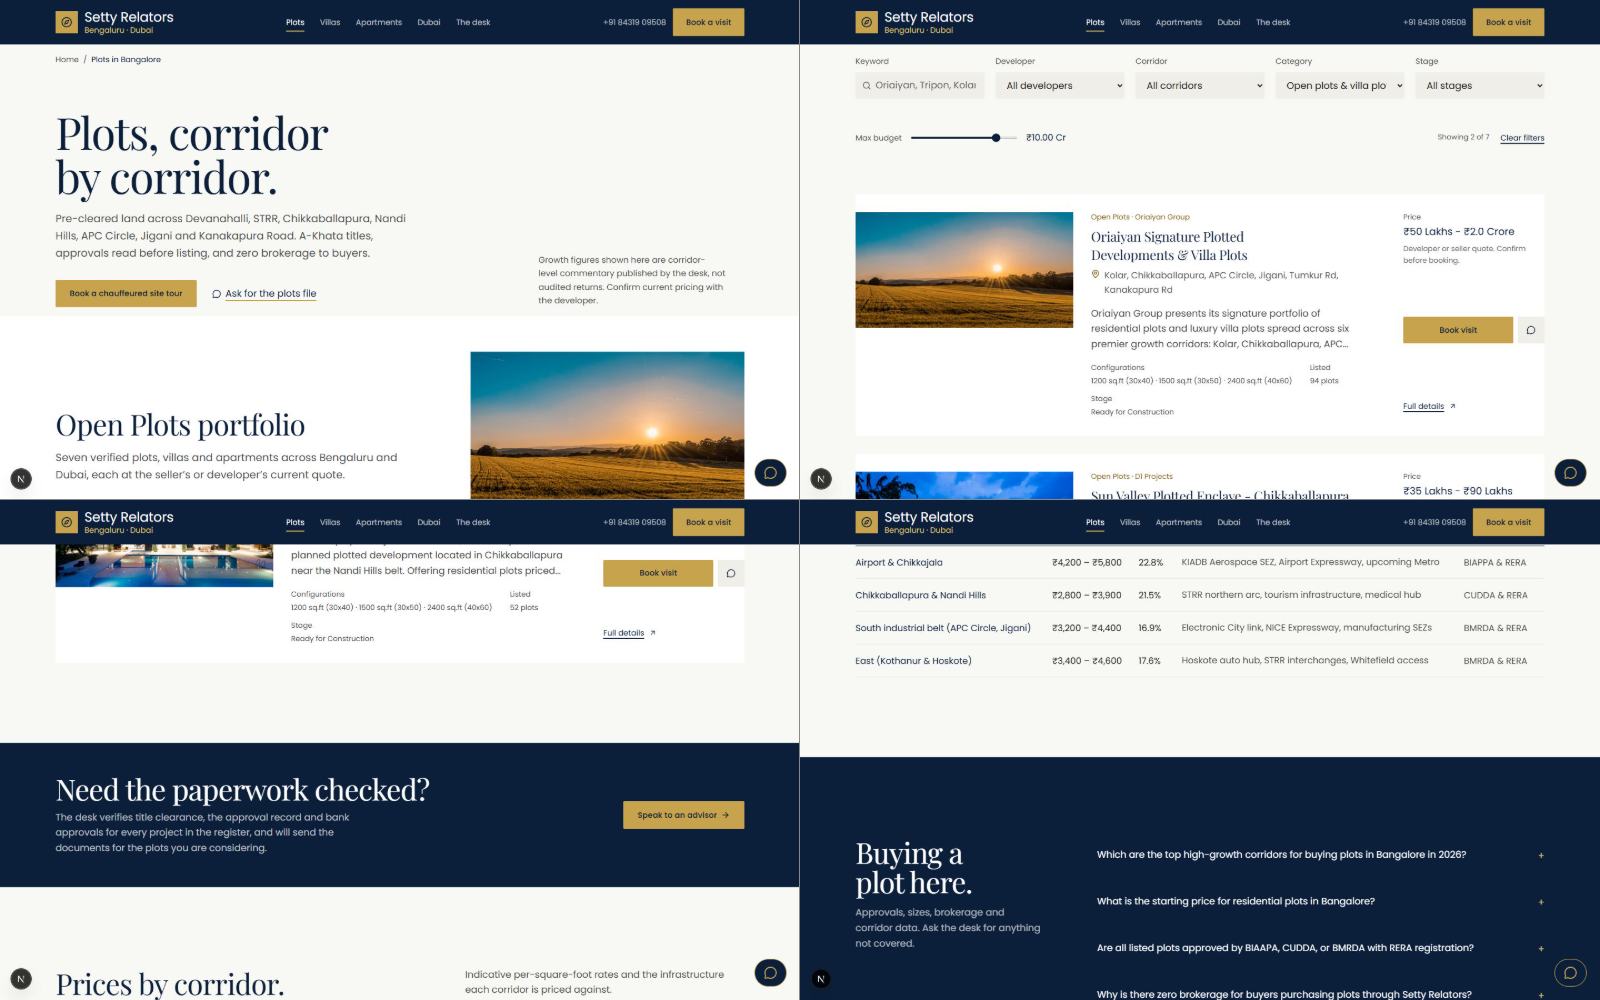 Setty Relators
Bengaluru · Dubai
Plots
Villas
Apartments
Dubai
The desk
+91 84319 09508
Book a visit
Home / Plots in Bangalore
Plots, corridor
by corridor.
Pre-cleared land across Devanahalli, STRR, Chikkaballapura, Nandi
Hills, APC Circle, Jigani and Kanakapura Road. A-Khata titles,
approvals read before listing, and zero brokerage to buyers.
Book a chauffeured site tour
Ask for the plots file
Growth figures shown here are corridor-
level commentary published by the desk, not
audited returns. Confirm current pricing with
the developer.
Open Plots portfolio
Seven verified plots, villas and apartments across Bengaluru and
Dubai, each at the seller's or developer's current quote.
N
Setty Relators
Bengaluru · Dubai
Plots
Villas
Apartments
Dubai
The desk
+91 84319 09508
Book a visit
Keyword
Developer
Corridor
Category
Stage
Oriaiyan, Tripon, Kolar
All developers
All corridors
Open plots & villa plo
All stages
Max budget
₹10.00 Cr
Showing 2 of 7
Clear filters
Open Plots · Oriaiyan Group
Oriaiyan Signature Plotted
Developments & Villa Plots
Kolar, Chikkaballapura, APC Circle, Jigani, Tumkur Rd,
Kanakapura Rd
Oriaiyan Group presents its signature portfolio of
residential plots and luxury villa plots spread across six
premier growth corridors: Kolar, Chikkaballapura, APC...
Configurations
1200 sq.ft (30x40) · 1500 sq.ft (30x50) · 2400 sq.ft (40x60)
Listed
94 plots
Stage
Ready for Construction
Price
₹50 Lakhs - ₹2.0 Crore
Developer or seller quote. Confirm
before booking.
Book visit
Full details
Open Plots · D1 Projects
Sun Valley Plotted Enclave - Chikkaballapura
Price
₹35 Lakhs - ₹90 Lakhs
N
Setty Relators
Bengaluru · Dubai
Plots
Villas
Apartments
Dubai
The desk
+91 84319 09508
Book a visit
planned plotted development located in Chikkaballapura
near the Nandi Hills belt. Offering residential plots priced...
Configurations
1200 sq.ft (30x40) · 1500 sq.ft (30x50) · 2400 sq.ft (40x60)
Listed
52 plots
Stage
Ready for Construction
Book visit
Full details
Need the paperwork checked?
The desk verifies title clearance, the approval record and bank
approvals for every project in the register, and will send the
documents for the plots you are considering.
Speak to an advisor →
Prices by corridor.
Indicative per-square-foot rates and the infrastructure
each corridor is priced against.
N
Setty Relators
Bengaluru · Dubai
Plots
Villas
Apartments
Dubai
The desk
+91 84319 09508
Book a visit
Airport & Chikkajala ₹4,200 – ₹5,800 22.8% KIADB Aerospace SEZ, Airport Expressway, upcoming Metro BIAPPA & RERA
Chikkaballapura & Nandi Hills ₹2,800 – ₹3,900 21.5% STRR northern arc, tourism infrastructure, medical hub CUDDA & RERA
South industrial belt (APC Circle, Jigani) ₹3,200 – ₹4,400 16.9% Electronic City link, NICE Expressway, manufacturing SEZs BMRDA & RERA
East (Kothanur & Hoskote) ₹3,400 – ₹4,600 17.6% Hoskote auto hub, STRR interchanges, Whitefield access BMRDA & RERA
Buying a
plot here.
Approvals, sizes, brokerage and
corridor data. Ask the desk for anything
not covered.
Which are the top high-growth corridors for buying plots in Bangalore in 2026? +
What is the starting price for residential plots in Bangalore? +
Are all listed plots approved by BIAAPA, CUDDA, or BMRDA with RERA registration? +
Why is there zero brokerage for buyers purchasing plots through Setty Relators? +
N